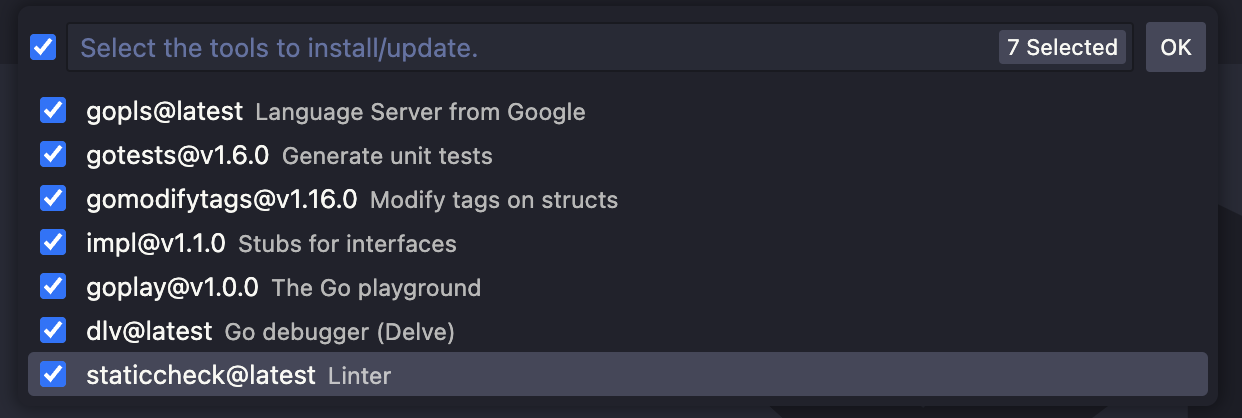 Select the tools to install/update. 7 Selected OK
gopls@latest Language Server from Google
gotests@v1.6.0 Generate unit tests
gomodifytags@v1.16.0 Modify tags on structs
impl@v1.1.0 Stubs for interfaces
goplay@v1.0.0 The Go playground
dlv@latest Go debugger (Delve)
staticcheck@latest Linter